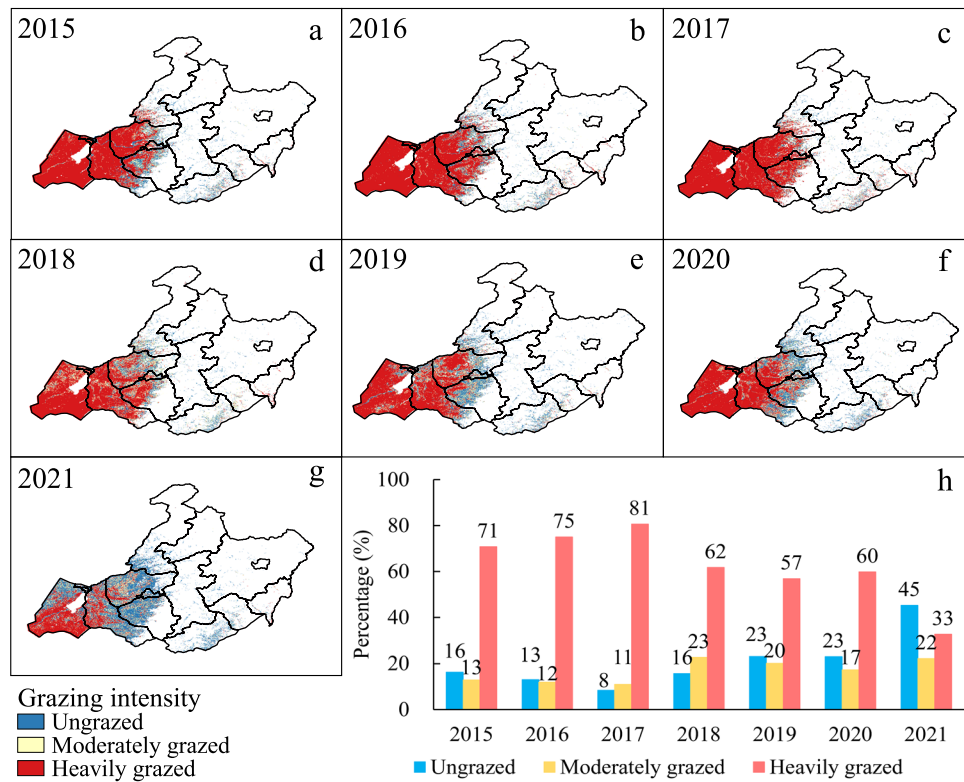 2015 a
2016 b
2017 c
2018 d
2019 e
2020 f
2021 g
Grazing intensity
Ungrazed
Moderately grazed
Heavily grazed
h
Percentage (%)
100
80
60
40
20
0
16 13 71
13 12 75
8 11 81
16 23 62
23 20 57
23 17 60
45 22 33
2015 2016 2017 2018 2019 2020 2021
Ungrazed Moderately grazed Heavily grazed